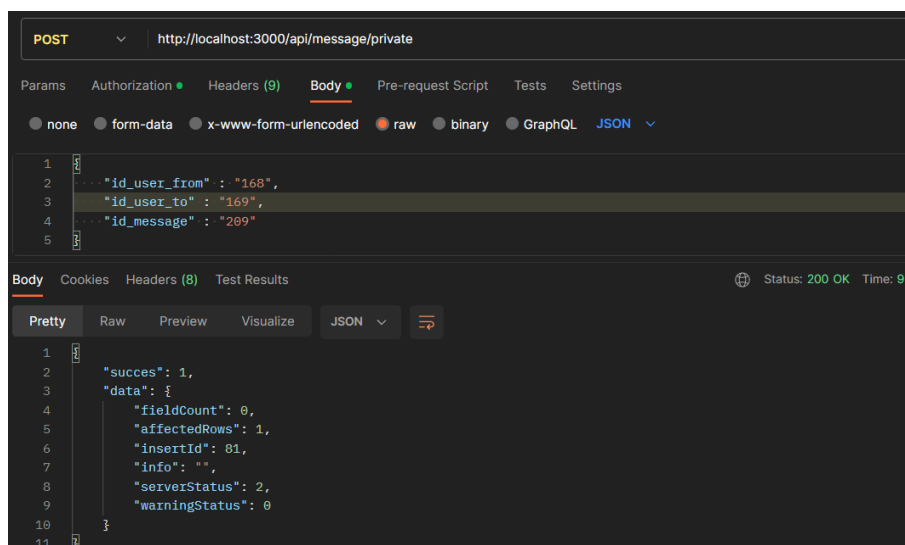 POST http://localhost:3000/api/message/private
Params Authorization Headers (9) Body Pre-request Script Tests Settings
none form-data x-www-form-urlencoded raw binary GraphQL JSON
1 {
2 "id_user_from" : "168",
3 "id_user_to" : "169",
4 "id_message" : "209"
5 }
Body Cookies Headers (8) Test Results Status: 200 OK Time: 9
Pretty Raw Preview Visualize JSON
1 {
2 "succes": 1,
3 "data": {
4 "fieldCount": 0,
5 "affectedRows": 1,
6 "insertId": 81,
7 "info": "",
8 "serverStatus": 2,
9 "warningStatus": 0
10 }
11 }